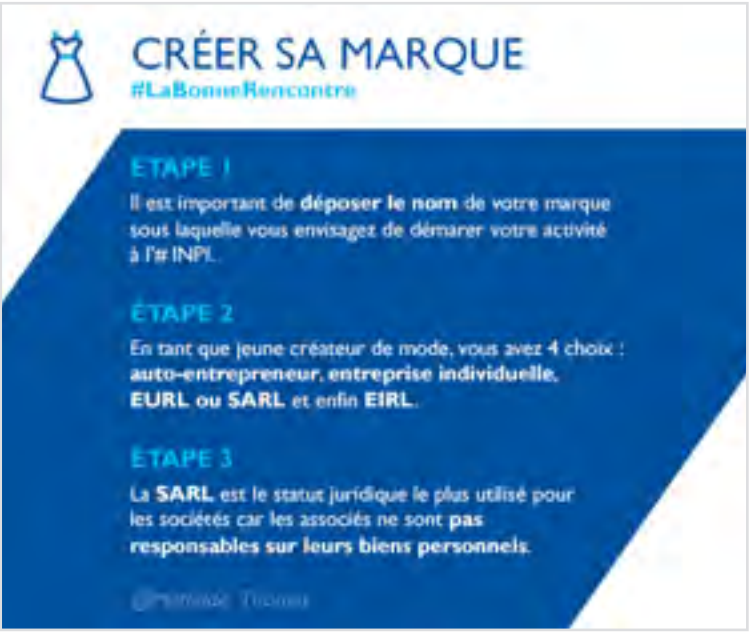 CRÉER SA MARQUE
#LaBonneRencontre
ETAPE 1
Il est important de déposer le nom de votre marque
sous laquelle vous envisagez de démarer votre activité
à l'# INPI.
ÉTAPE 2
En tant que jeune créateur de mode, vous avez 4 choix :
auto-entrepreneur, entreprise individuelle,
EURL ou SARL et enfin EIRL.
ÉTAPE 3
La SARL est le statut juridique le plus utilisé pour
les sociétés car les associés ne sont pas
responsables sur leurs biens personnels.
Thomas